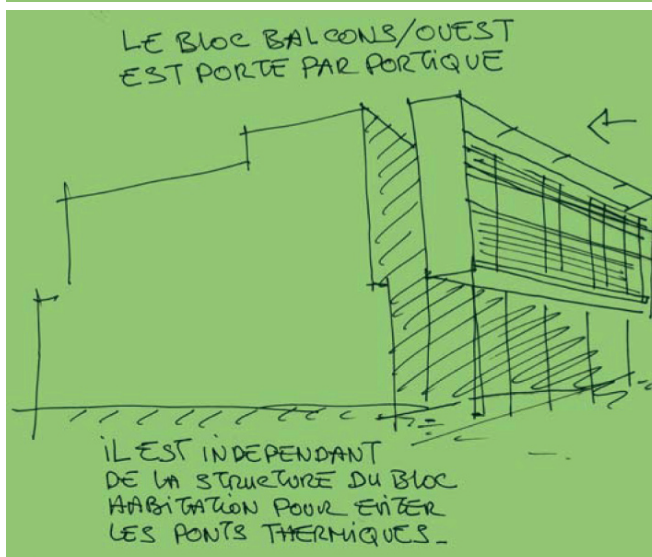 LE BLOC BALCONS/OUEST
EST PORTE PAR PORTIQUE
IL EST INDEPENDANT
DE LA STRUCTURE DU BLOC
HABITATION POUR EVITER
LES PONTS THERMIQUES_